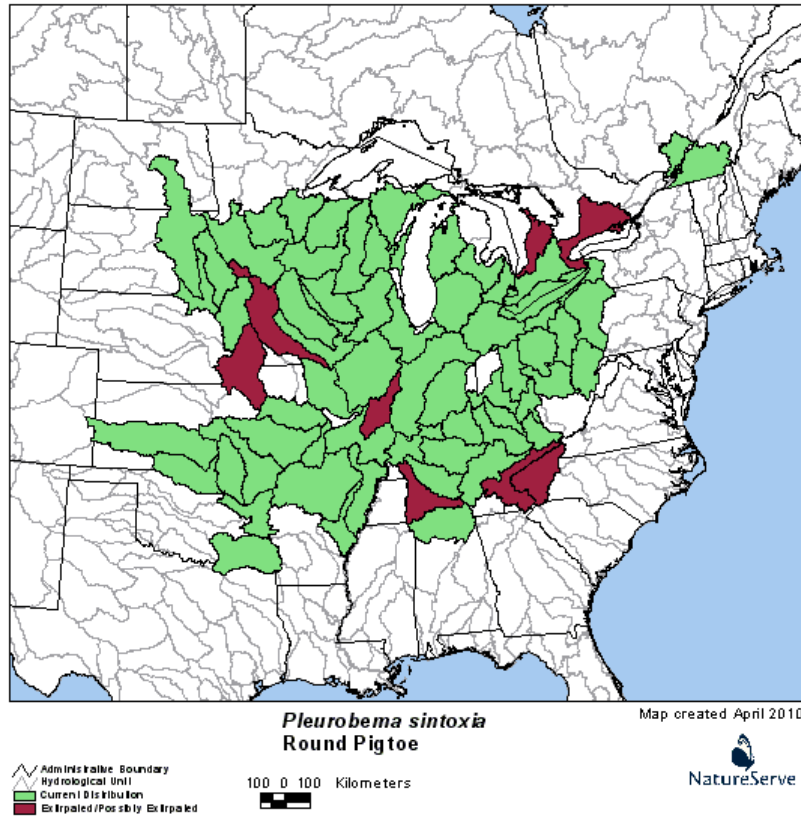 Pleurobema sintoxia
Round Pigtoe
Map created April 2010
Administrative Boundary
Hydrological Unit
Current Distribution
Extirpated/Possibly Extirpated
100 0 100 Kilometers
NatureServe